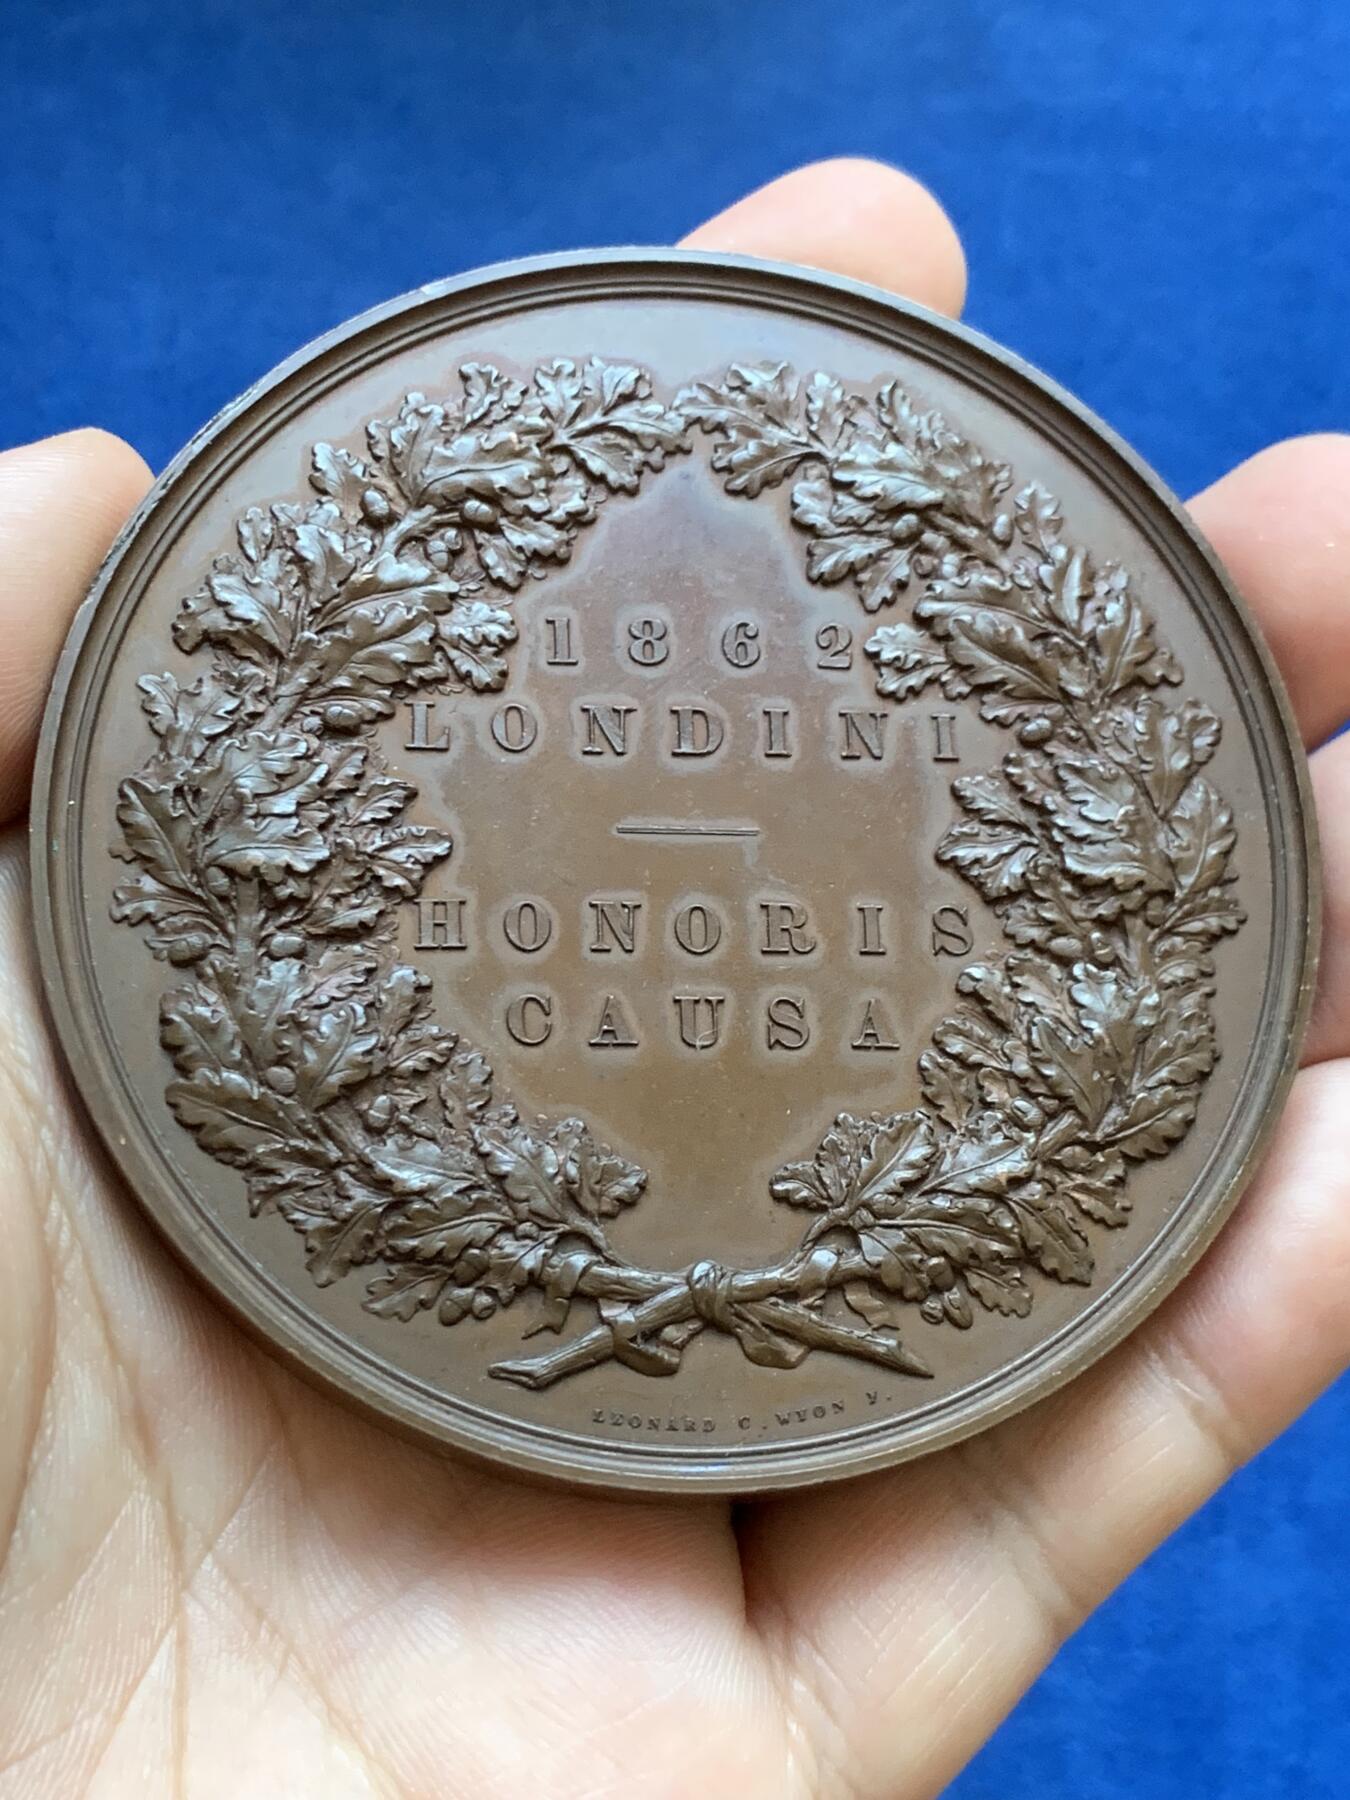 1862
LONDINI
HONORIS
CAUSA
LEONARD C. WYON F.